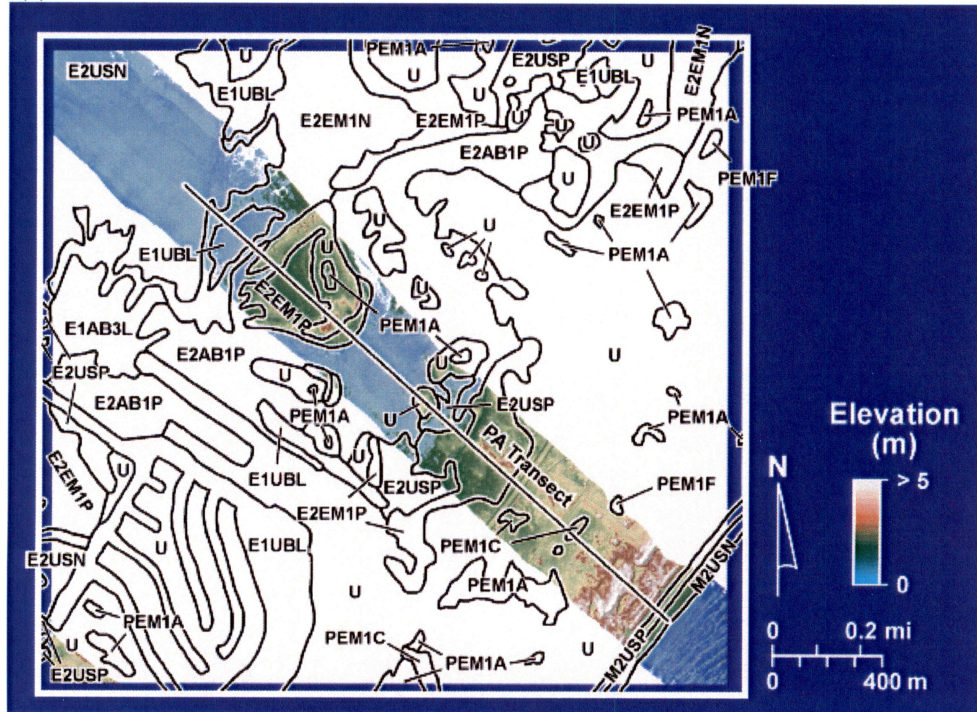 PEM1A
U
E2USP
E2EM1N
E2USN
U
U
E1UBL
U
E1UBL
E2EM1N
E2EM1P
PEM1A
E2AB1P
U
U
U
PEM1F
E2EM1P
U
U
PEM1A
E1UBL
U
E2EM1P
PEM1A
E1AB3L
U
E2AB1P
U
E2USP
U
E2AB1P
PEM1A
U
E2USP
PEM1A
PA Transect
U
E1UBL
U
E2USP
E2EM1P
U
E2EM1P
PEM1F
E2USN
U
E1UBL
PEM1C
M2USN
PEM1A
U
PEM1A
PEM1C
PEM1A
U
U
E2USP
M2USP
Elevation
(m)
N
> 5
0
0 0.2 mi
0 400 m